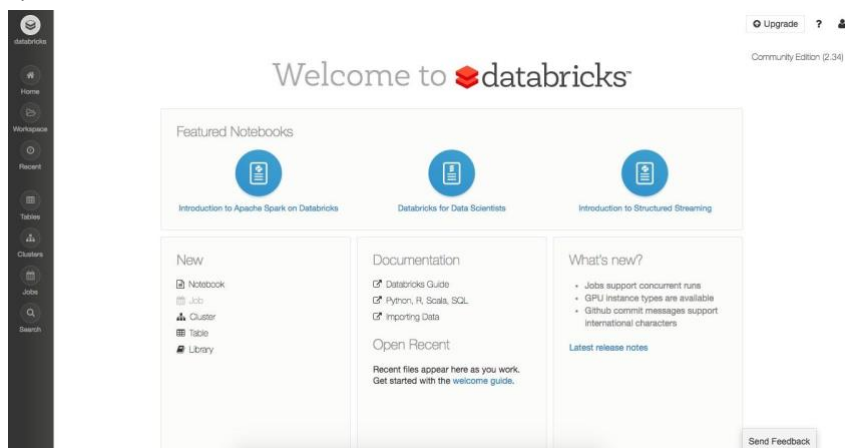 Upgrade
?
Community Edition (2.34)
databricks
Home
Workspace
Recent
Tables
Clusters
Jobs
Search
Welcome to databricks
Featured Notebooks
Introduction to Apache Spark on Databricks
Databricks for Data Scientists
Introduction to Structured Streaming
New
Notebook
Job
Cluster
Table
Library
Documentation
Databricks Guide
Python, R, Scala, SQL
Importing Data
Open Recent
Recent files appear here as you work.
Get started with the welcome guide.
What's new?
Jobs support concurrent runs
GPU instance types are available
Github commit messages support
international characters
Latest release notes
Send Feedback